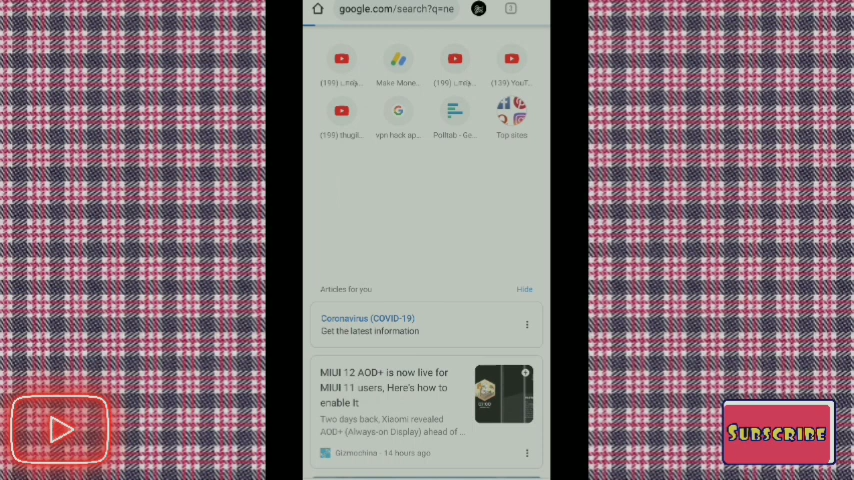 google.com/search?q=ne
(139) YouT...
Make Mone...
(199) thugli...
vpn hack ap...
Polltab - Ge...
Top sites
Articles for you
Hide
Coronavirus (COVID-19)
Get the latest information
MIUI 12 AOD+ is now live for
MIUI 11 users, Here's how to
enable It
Two days back, Xiaomi revealed
AOD+ (Always-on Display) ahead of ...
Gizmochina · 14 hours ago
SUBSCRIBE